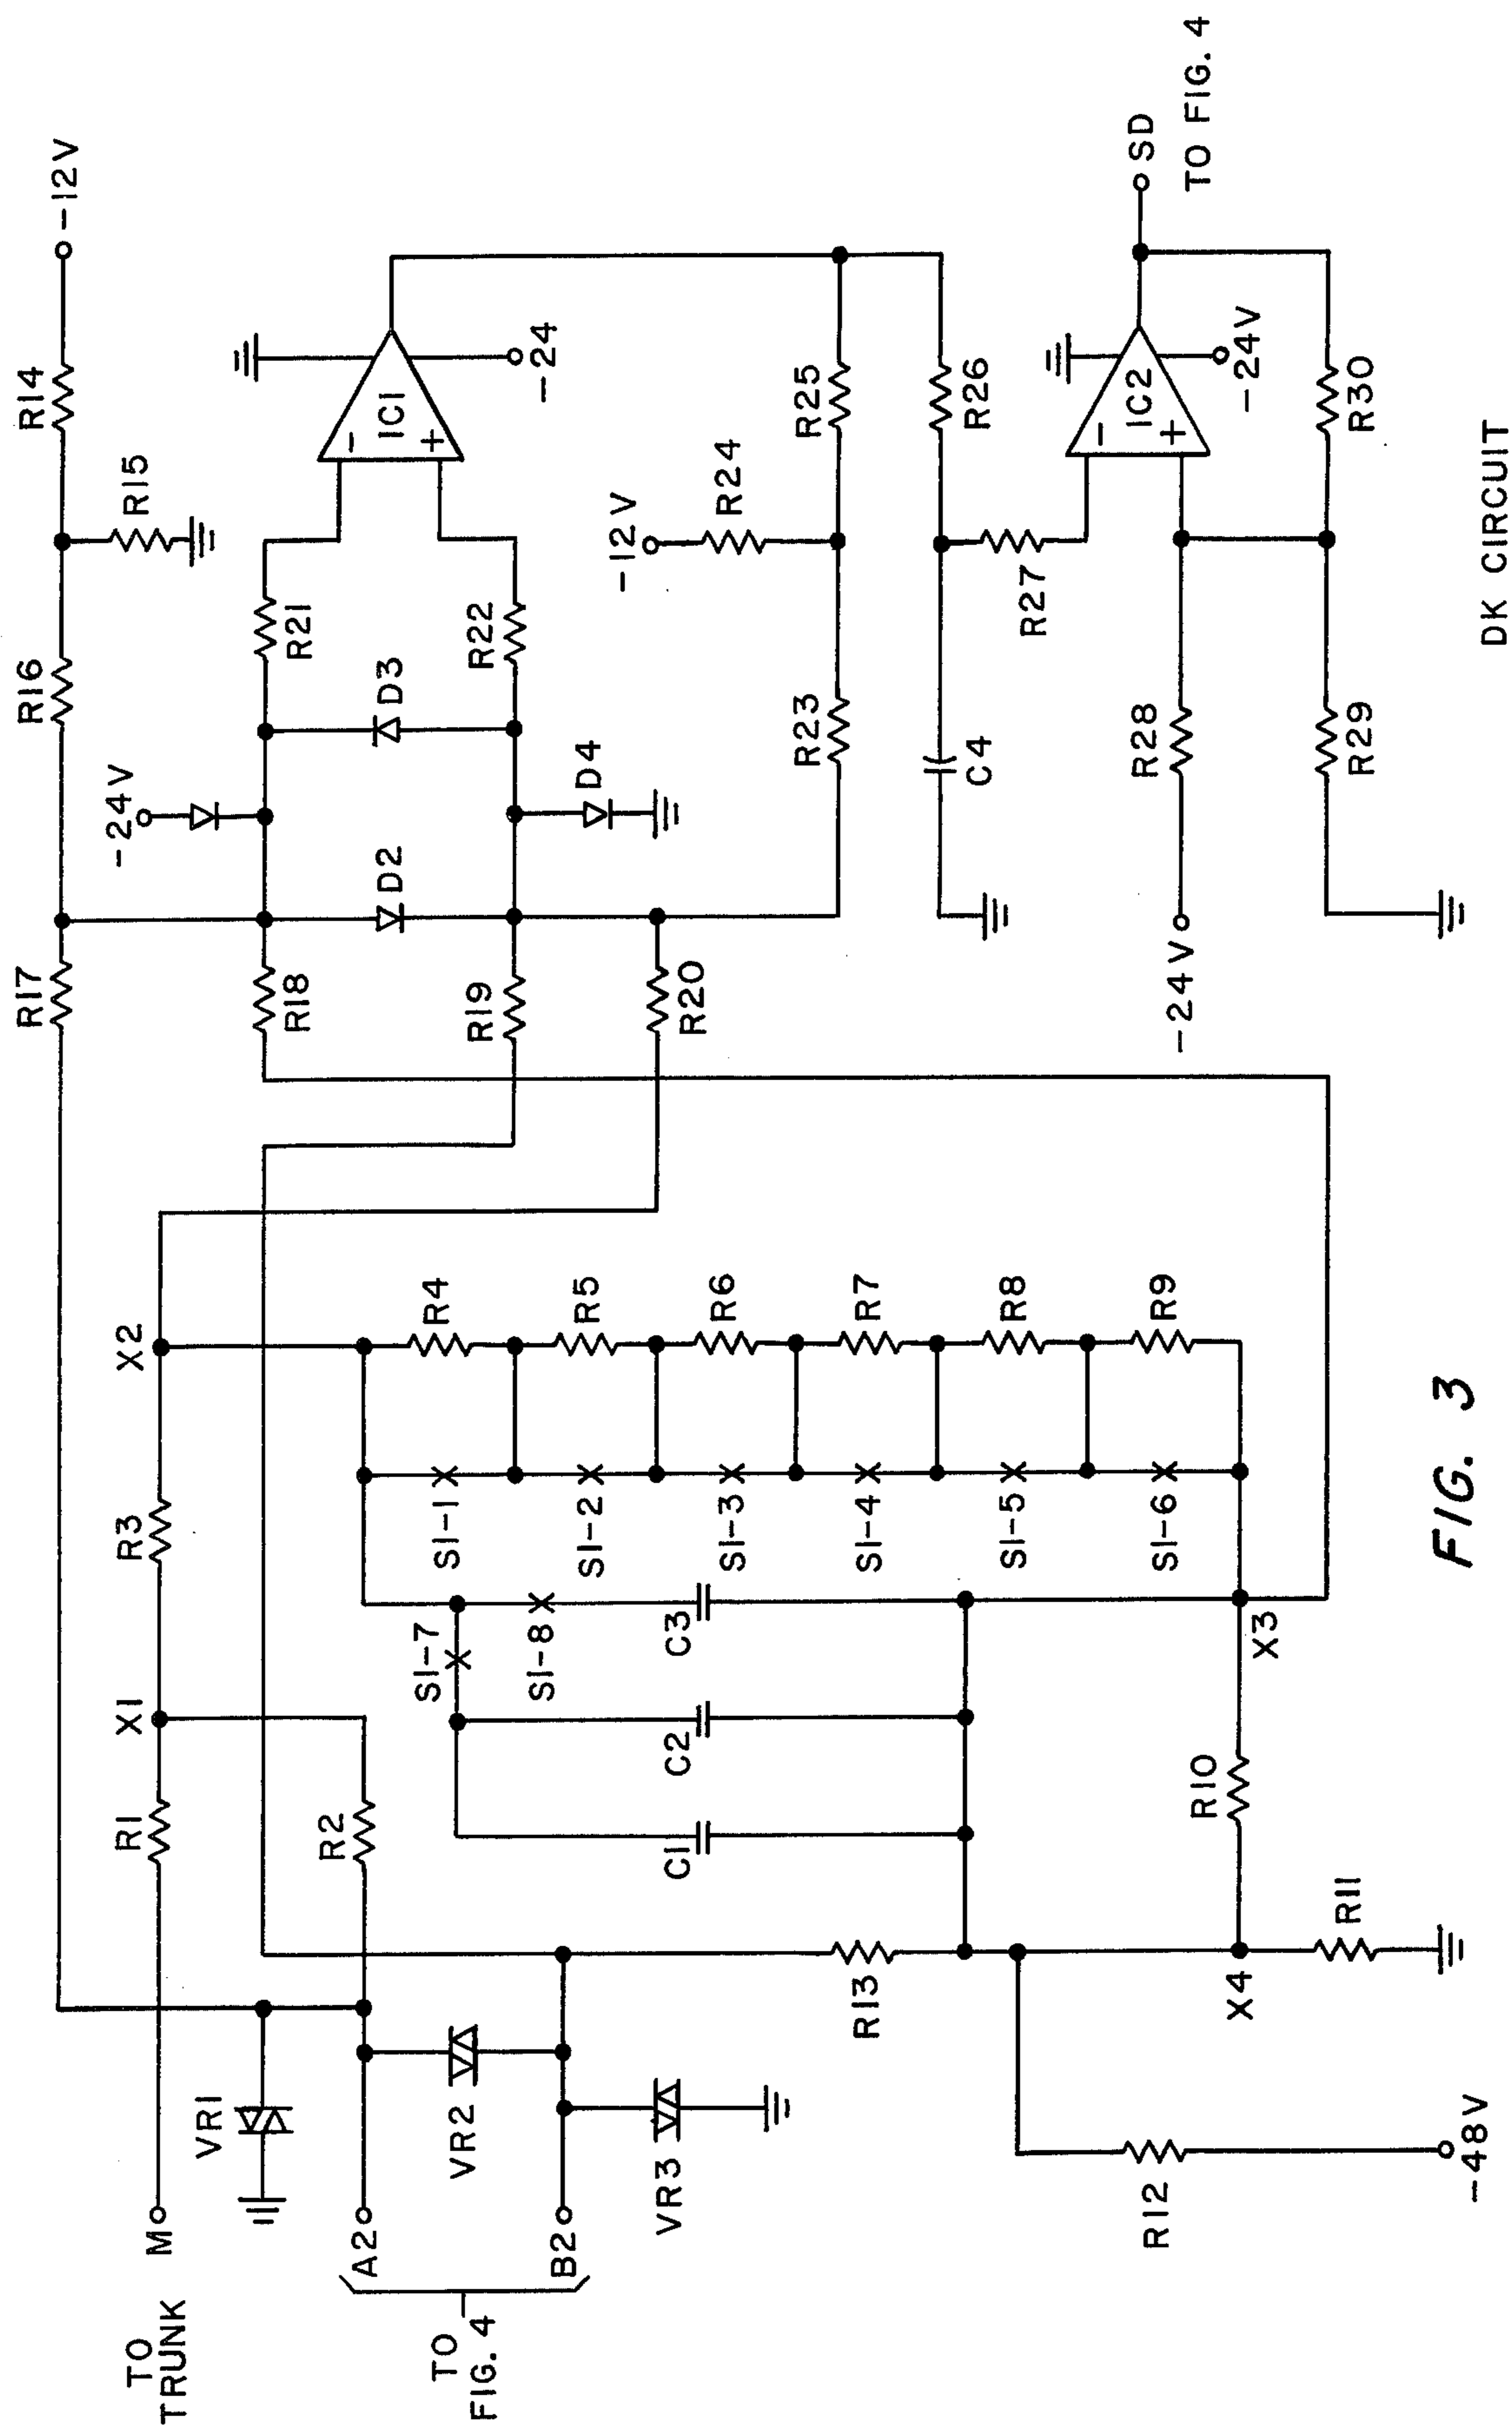 -12V
R14
R15
R16
R17
-24V
IC1
-
+
-24
R21
R22
D3
D2
D4
R18
R19
R20
-12V
R24
R25
R23
R26
C4
R27
IC2
-
+
-24V
SD
TO FIG. 4
R28
-24V
R29
R30
X2
R3
X1
R1
R2
R4
R5
R6
R7
R8
R9
S1-1
S1-2
S1-3
S1-4
S1-5
S1-6
S1-7
S1-8
C3
C2
C1
X3
R10
X4
R11
R13
R12
-48V
VR1
VR2
VR3
TO
TRUNK
M
A2
B2
TO
FIG. 4
FIG. 3
DK CIRCUIT